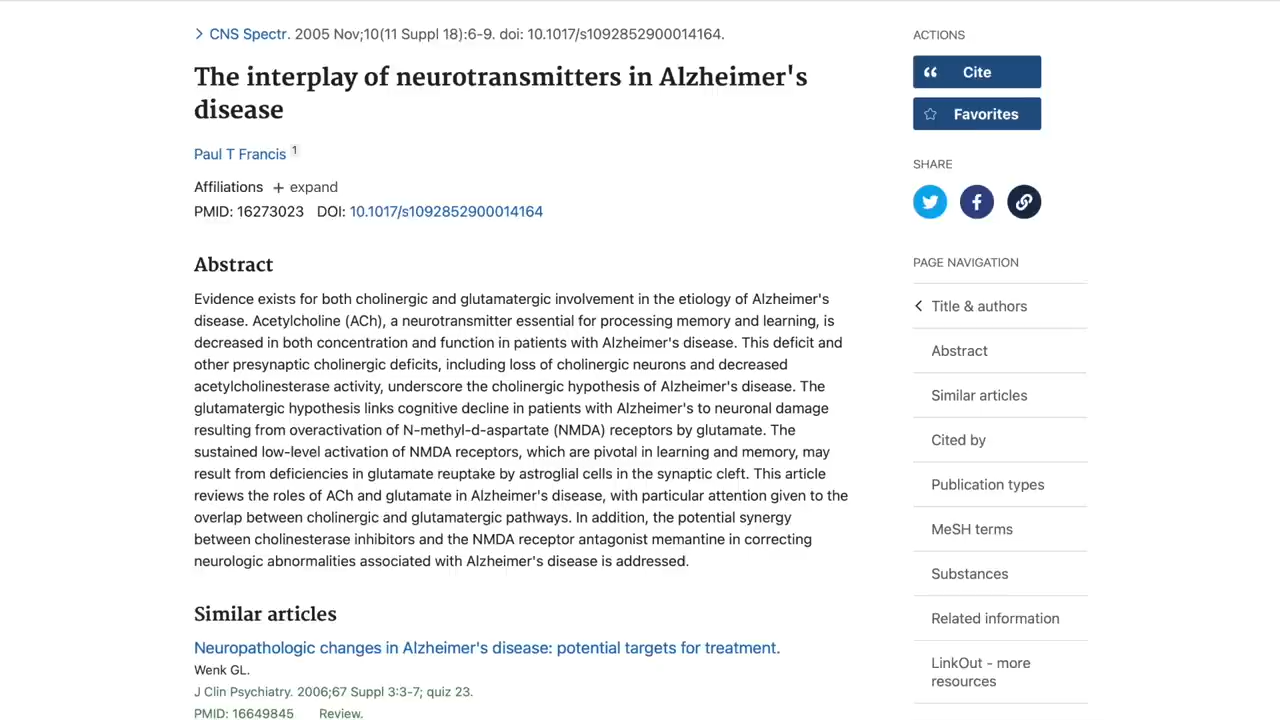 CNS Spectr. 2005 Nov;10(11 Suppl 18):6-9. doi: 10.1017/s1092852900014164.
The interplay of neurotransmitters in Alzheimer's
disease
Paul T Francis 1
Affiliations + expand
PMID: 16273023 DOI: 10.1017/s1092852900014164
Abstract
Evidence exists for both cholinergic and glutamatergic involvement in the etiology of Alzheimer's
disease. Acetylcholine (ACh), a neurotransmitter essential for processing memory and learning, is
decreased in both concentration and function in patients with Alzheimer's disease. This deficit and
other presynaptic cholinergic deficits, including loss of cholinergic neurons and decreased
acetylcholinesterase activity, underscore the cholinergic hypothesis of Alzheimer's disease. The
glutamatergic hypothesis links cognitive decline in patients with Alzheimer's to neuronal damage
resulting from overactivation of N-methyl-d-aspartate (NMDA) receptors by glutamate. The
sustained low-level activation of NMDA receptors, which are pivotal in learning and memory, may
result from deficiencies in glutamate reuptake by astroglial cells in the synaptic cleft. This article
reviews the roles of ACh and glutamate in Alzheimer's disease, with particular attention given to the
overlap between cholinergic and glutamatergic pathways. In addition, the potential synergy
between cholinesterase inhibitors and the NMDA receptor antagonist memantine in correcting
neurologic abnormalities associated with Alzheimer's disease is addressed.
Similar articles
Neuropathologic changes in Alzheimer's disease: potential targets for treatment.
Wenk GL.
J Clin Psychiatry. 2006;67 Suppl 3:3-7; quiz 23.
PMID: 16649845 Review.
ACTIONS
Cite
Favorites
SHARE
PAGE NAVIGATION
Title & authors
Abstract
Similar articles
Cited by
Publication types
MeSH terms
Substances
Related information
LinkOut - more
resources